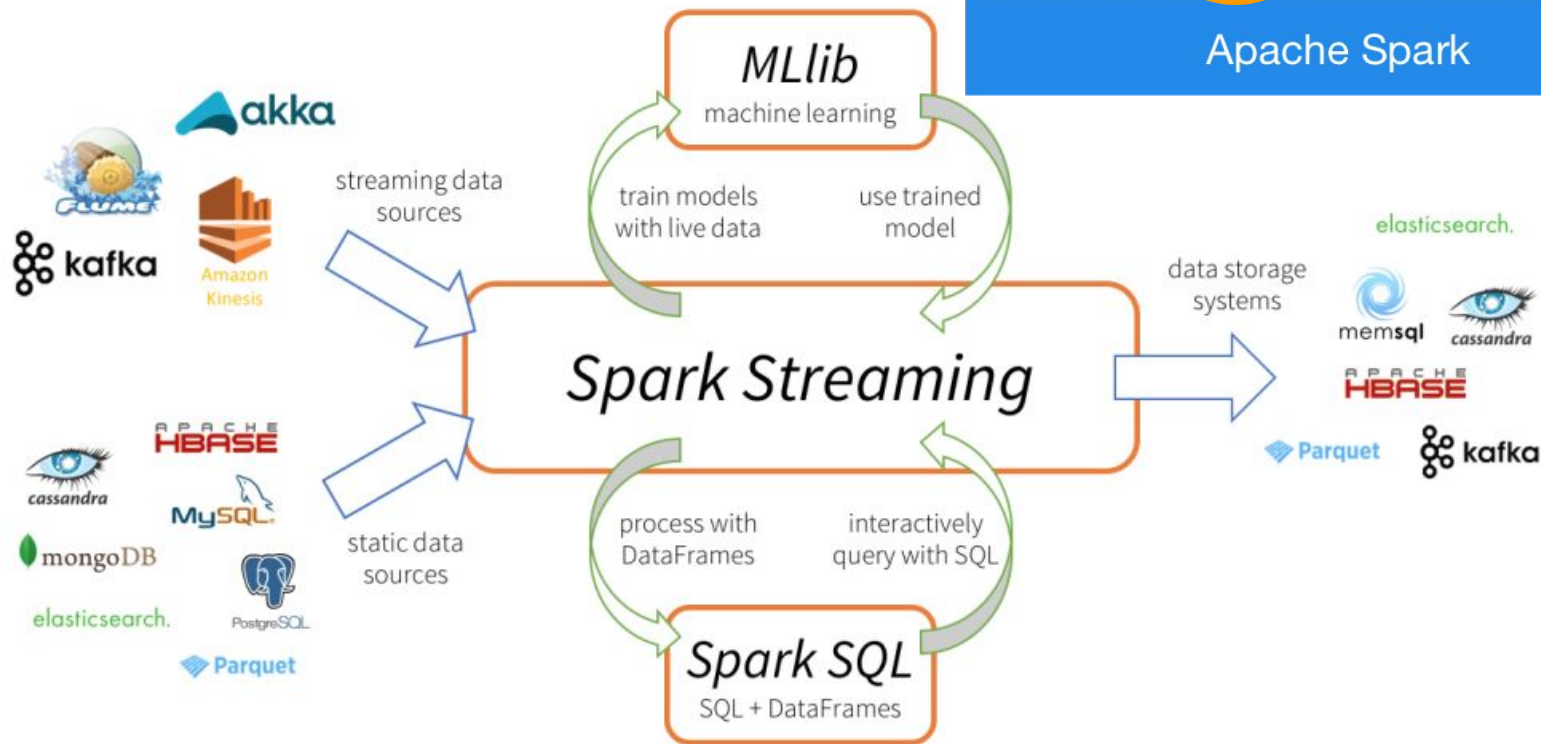 Apache Spark
MLlib
machine learning
akka
FLUME
kafka
Amazon
Kinesis
streaming data
sources
train models
with live data
use trained
model
Spark Streaming
data storage
systems
elasticsearch.
memsql
cassandra
APACHE
HBASE
Parquet
kafka
APACHE
HBASE
cassandra
MySQL.
mongoDB
PostgreSQL
elasticsearch.
Parquet
static data
sources
process with
DataFrames
interactively
query with SQL
Spark SQL
SQL + DataFrames